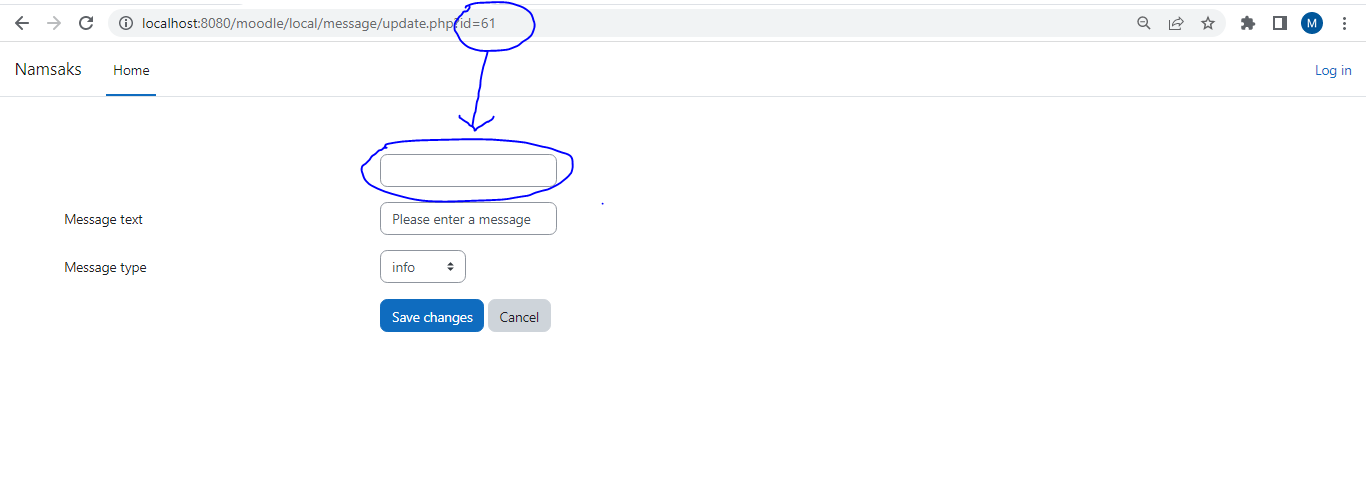 localhost:8080/moodle/local/message/update.php?id=61
M
Namsaks Home Log in
Message text Please enter a message
Message type info
Save changes Cancel